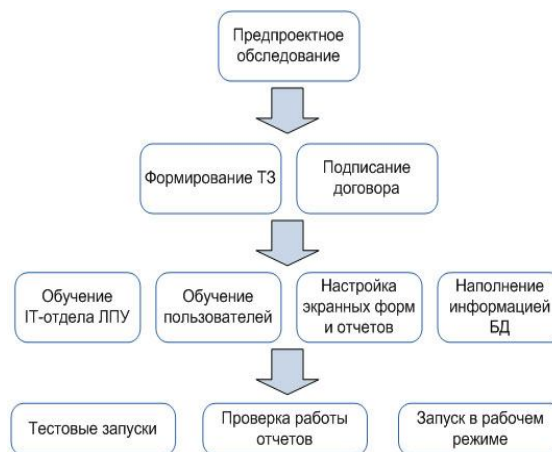 Предпроектное
обследование
Формирование ТЗ
Подписание
договора
Обучение
IT-отдела ЛПУ
Обучение
пользователей
Настройка
экранных форм
и отчетов
Наполнение
информацией
БД
Тестовые запуски
Проверка работы
отчетов
Запуск в рабочем
режиме